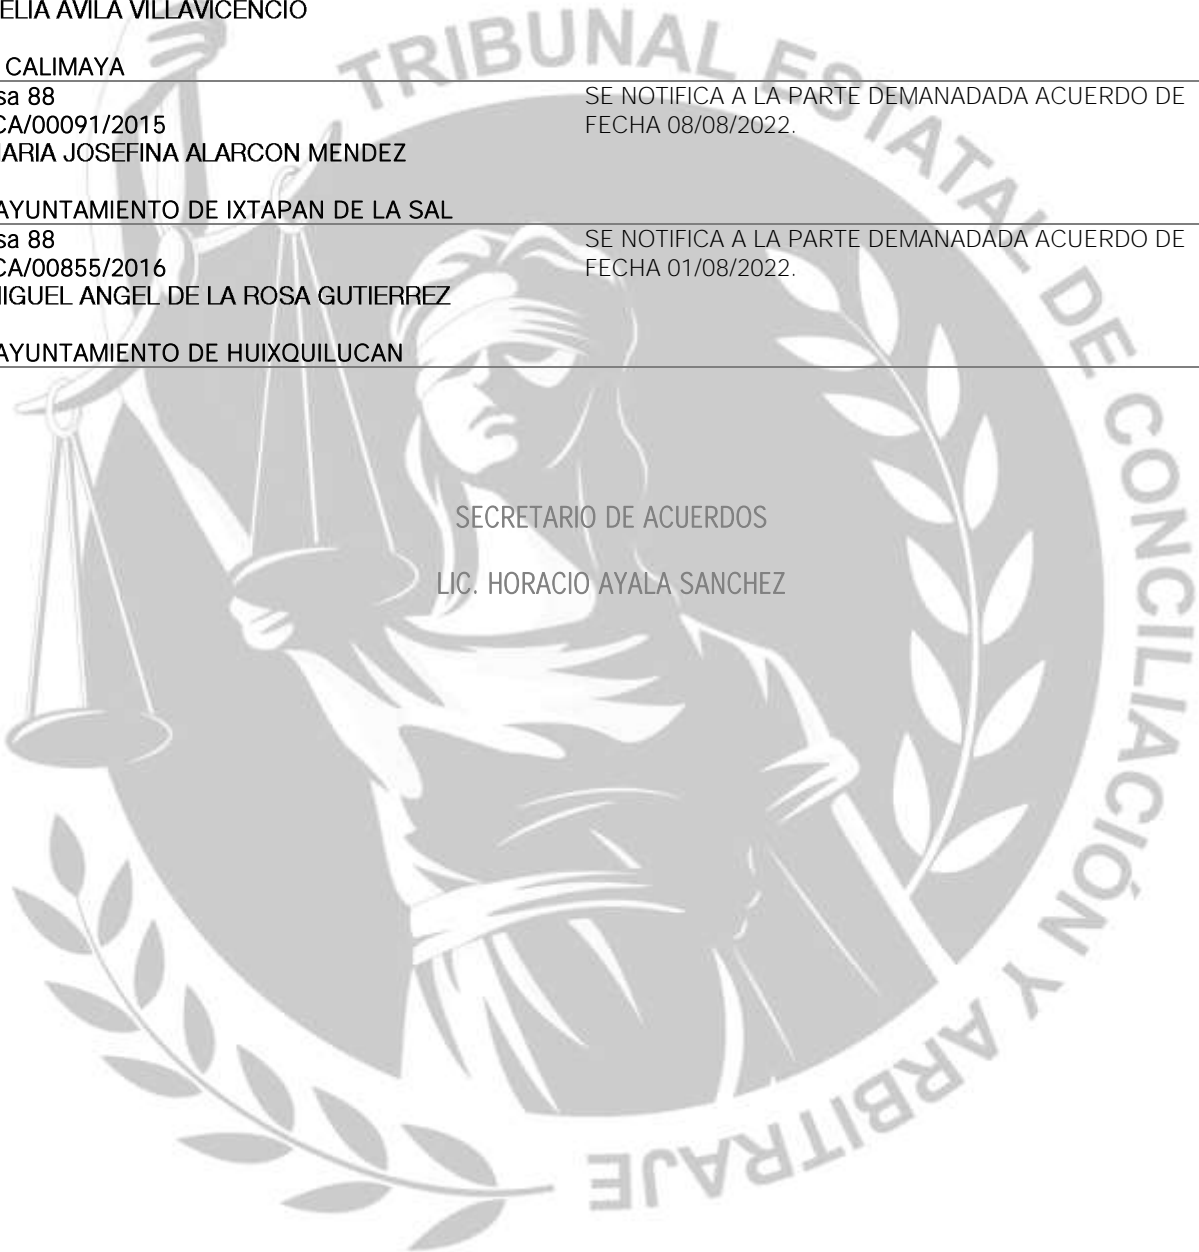 ELIA AVILA VILLAVICENCIO
CALIMAYA
sa 88
CA/00091/2015
SE NOTIFICA A LA PARTE DEMANADADA ACUERDO DE
FECHA 08/08/2022.
MARIA JOSEFINA ALARCON MENDEZ
AYUNTAMIENTO DE IXTAPAN DE LA SAL
sa 88
CA/00855/2016
SE NOTIFICA A LA PARTE DEMANADADA ACUERDO DE
FECHA 01/08/2022.
MIGUEL ANGEL DE LA ROSA GUTIERREZ
AYUNTAMIENTO DE HUIXQUILUCAN
SECRETARIO DE ACUERDOS
LIC. HORACIO AYALA SANCHEZ
TRIBUNAL ESTATAL DE CONCILIACIÓN Y ARBITRAJE